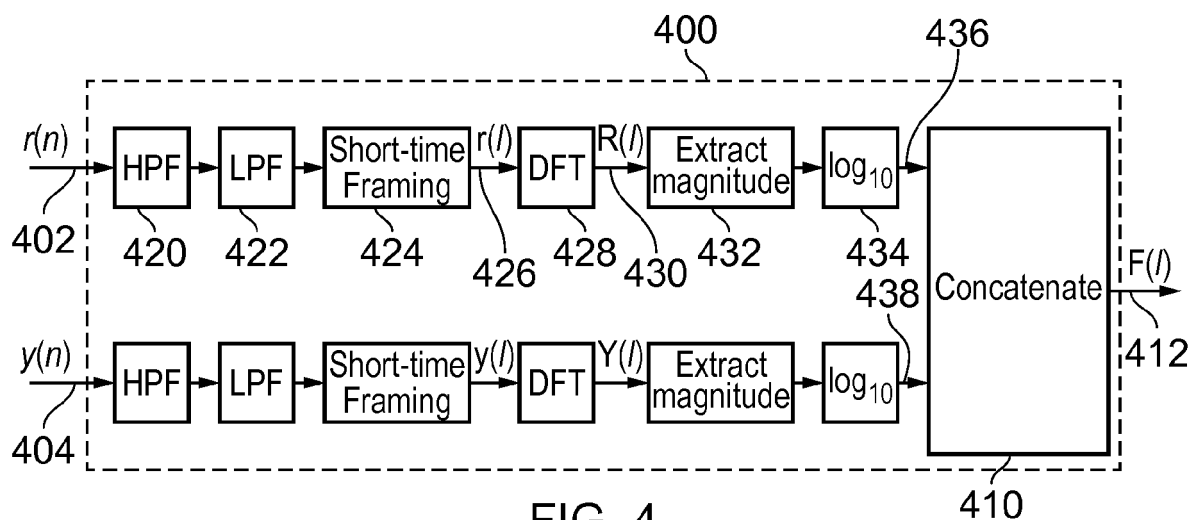 400
436
r(n)
HPF
LPF
Short-time
Framing
r(l)
DFT
R(l)
Extract
magnitude
log10
402
420
422
424
426
428
430
432
434
438
Concatenate
F(l)
412
y(n)
HPF
LPF
Short-time
Framing
y(l)
DFT
Y(l)
Extract
magnitude
log10
404
410
FIG. 4